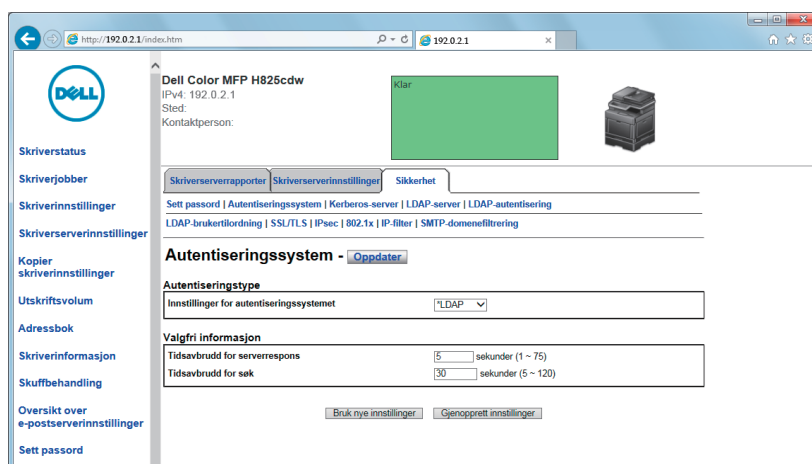 http://192.0.2.1/index.htm
192.0.2.1
DELL
Dell Color MFP H825cdw
IPv4: 192.0.2.1
Sted:
Kontaktperson:
Klar
Skriverstatus
Skriverjobber
Skriverinnstillinger
Skriverserverinnstillinger
Kopier
skriverinnstillinger
Utskriftsvolum
Adressbok
Skriverinformasjon
Skuffbehandling
Oversikt over
e-postserverinnstillinger
Sett passord
Skriverserverrapporter Skriverserverinnstillinger Sikkerhet
Sett passord | Autentiseringssystem | Kerberos-server | LDAP-server | LDAP-autentisering
LDAP-brukertilordning | SSL/TLS | IPsec | 802.1x | IP-filter | SMTP-domenefiltrering
Autentiseringssystem - Oppdater
Autentiseringstype
Innstillinger for autentiseringssystemet *LDAP
Valgfri informasjon
Tidsavbrudd for serverrespons 5 sekunder (1 ~ 75)
Tidsavbrudd for søk 30 sekunder (5 ~ 120)
Bruk nye innstillinger Gjenopprett innstillinger